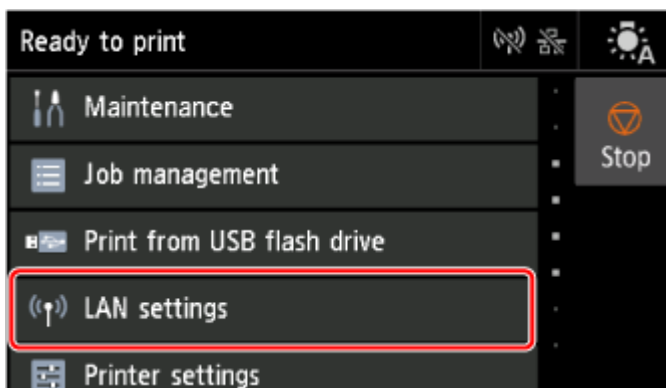 Ready to print
A
Maintenance
Stop
Job management
Print from USB flash drive
LAN settings
Printer settings